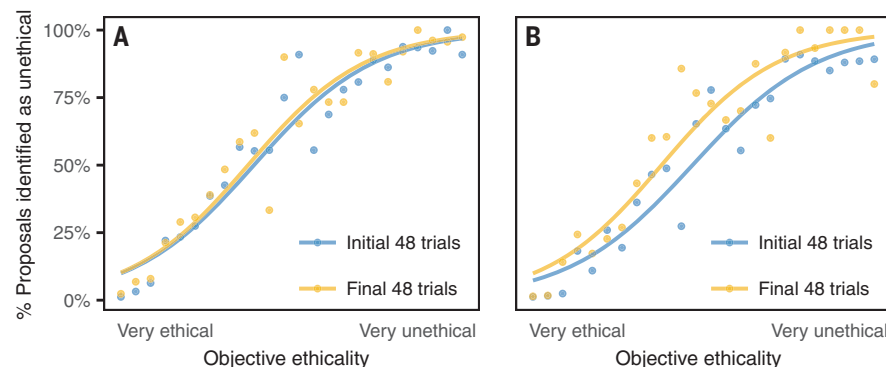 A
B
% Proposals identified as unethical
100%
75%
50%
25%
0%
Initial 48 trials
Final 48 trials
Initial 48 trials
Final 48 trials
Very ethical
Very unethical
Very ethical
Very unethical
Objective ethicality
Objective ethicality